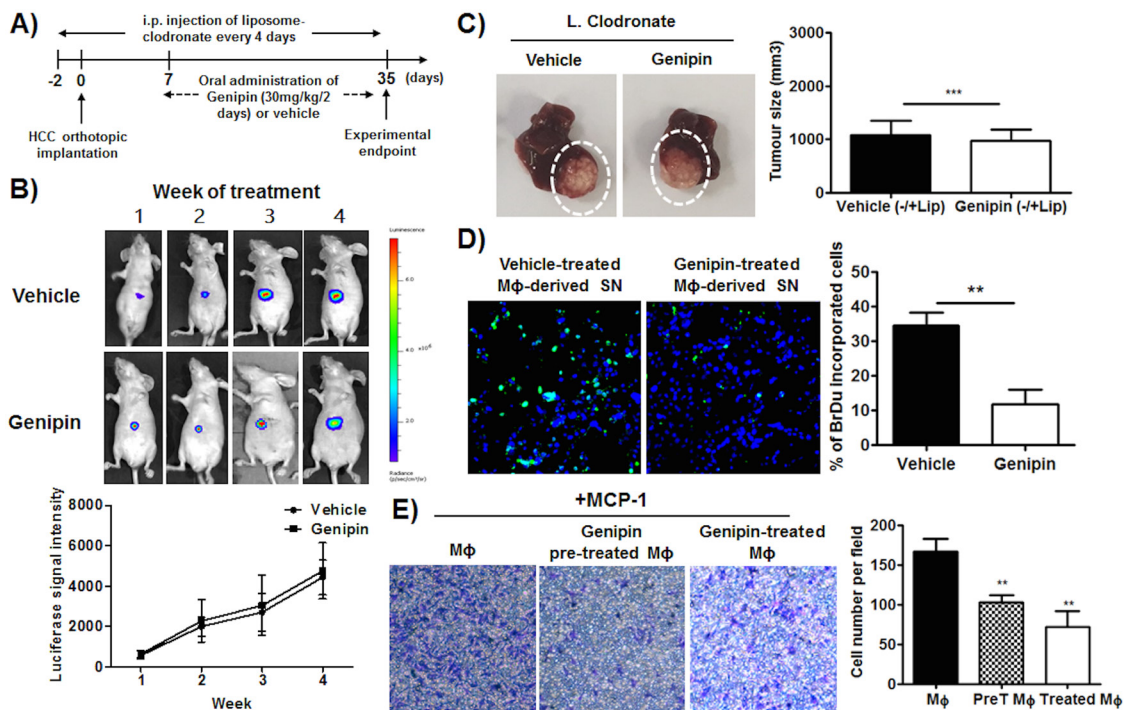 A)
i.p. injection of liposome-
clodronate every 4 days
-2 0 7 35 (days)
Oral administration of
Genipin (30mg/kg/2
days) or vehicle
HCC orthotopic
implantation
Experimental
endpoint
B)
Week of treatment
1 2 3 4
Vehicle
Genipin
Luminescence
4.0 x10⁶
Radiance
Luciferase signal intensity
8000
6000
4000
2000
0
Vehicle
Genipin
1 2 3 4
Week
C)
L. Clodronate
Vehicle Genipin
Tumour size (mm3)
3000
2000
1000
0
***
Vehicle (-/+Lip) Genipin (-/+Lip)
D)
Vehicle-treated
Mϕ-derived SN
Genipin-treated
Mϕ-derived SN
% of BrDu Incorporated cells
50
40
30
20
10
0
**
Vehicle Genipin
E)
+MCP-1
Mϕ
Genipin
pre-treated Mϕ
Genipin-treated
Mϕ
Cell number per field
200
150
100
50
0
**
**
Mϕ PreT Mϕ Treated Mϕ